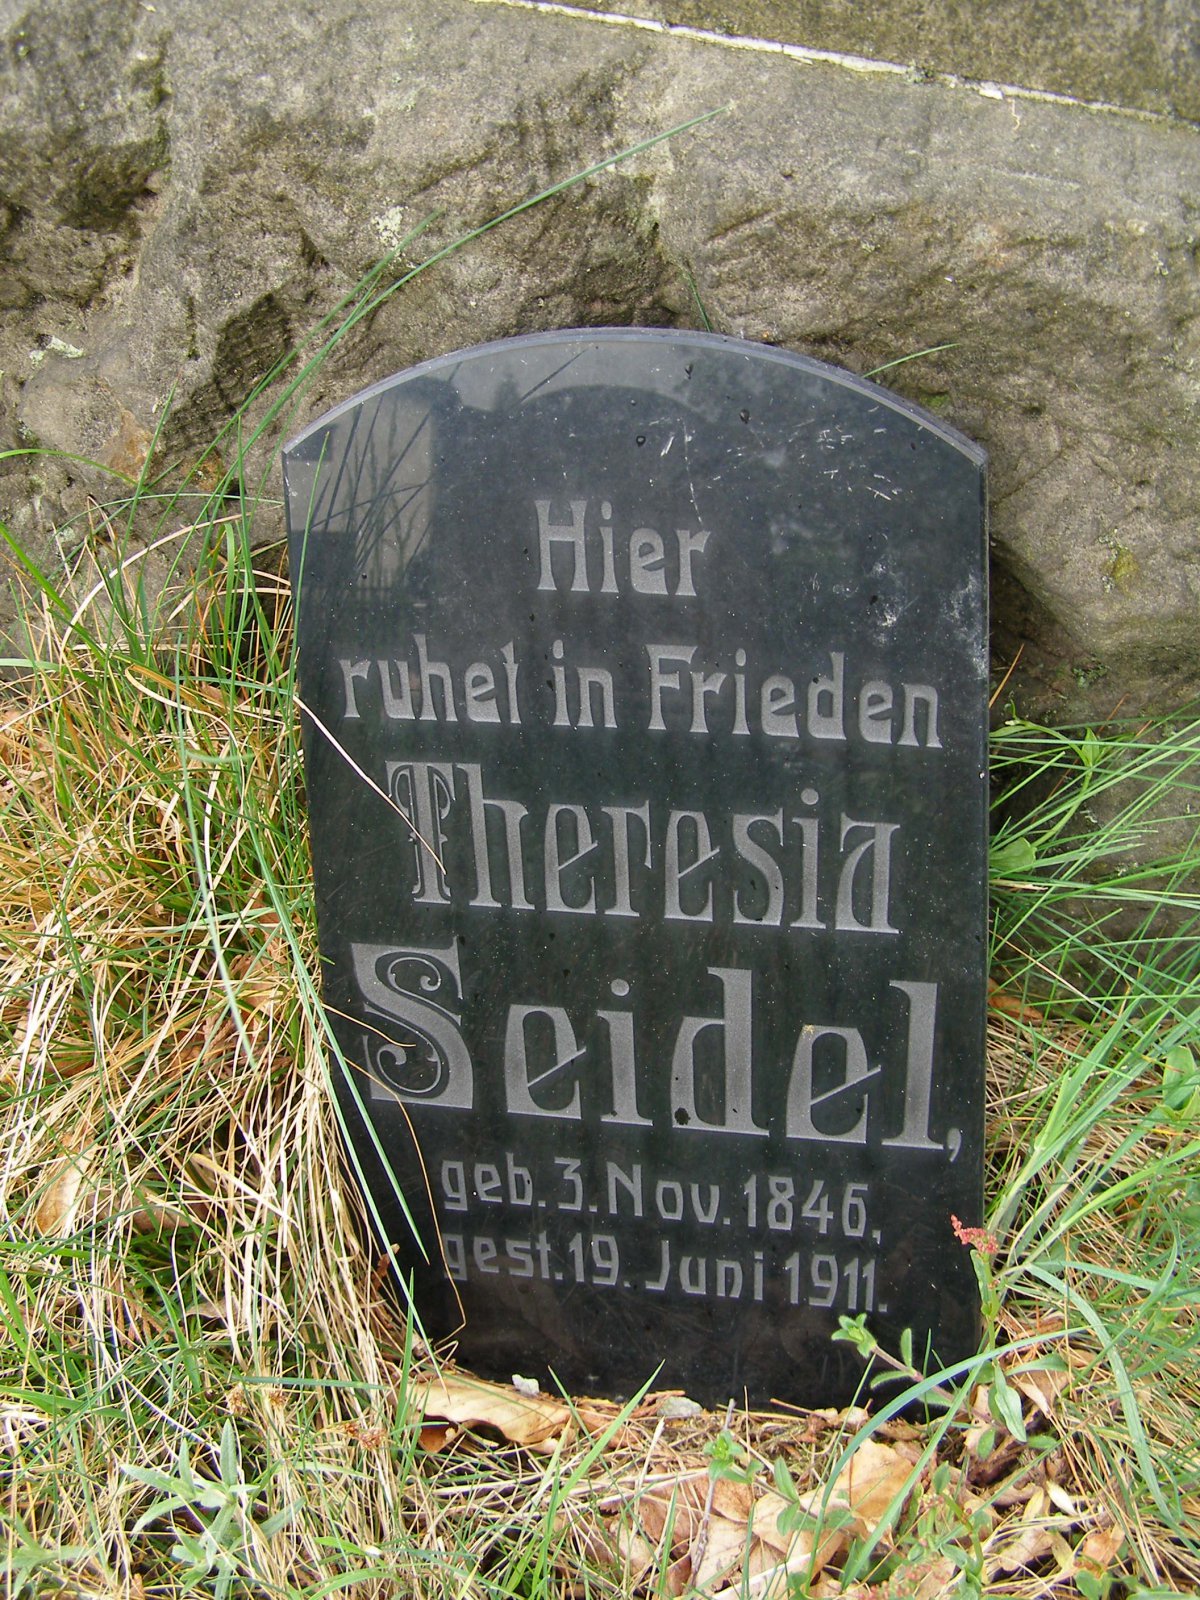 Hier
ruhet in Frieden
Theresia
Seidel,
geb. 3. Nov. 1846,
gest. 19. Juni 1911.